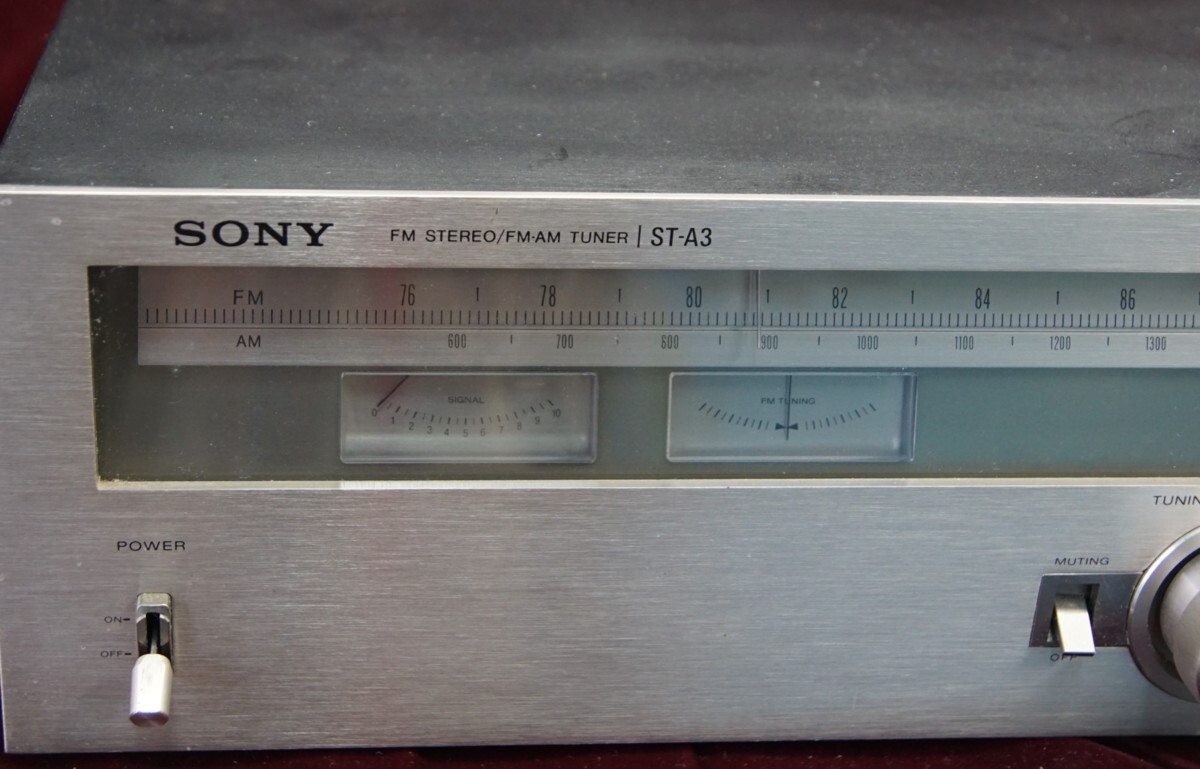 SONY FM STEREO/FM-AM TUNER | ST-A3
FM 76 78 80 82 84 86
AM 600 700 800 900 1000 1100 1200 1300
SIGNAL
0 1 2 3 4 5 6 7 8 9 10
FM TUNING
TUNIN
POWER
MUTING
ON
OFF
OFF